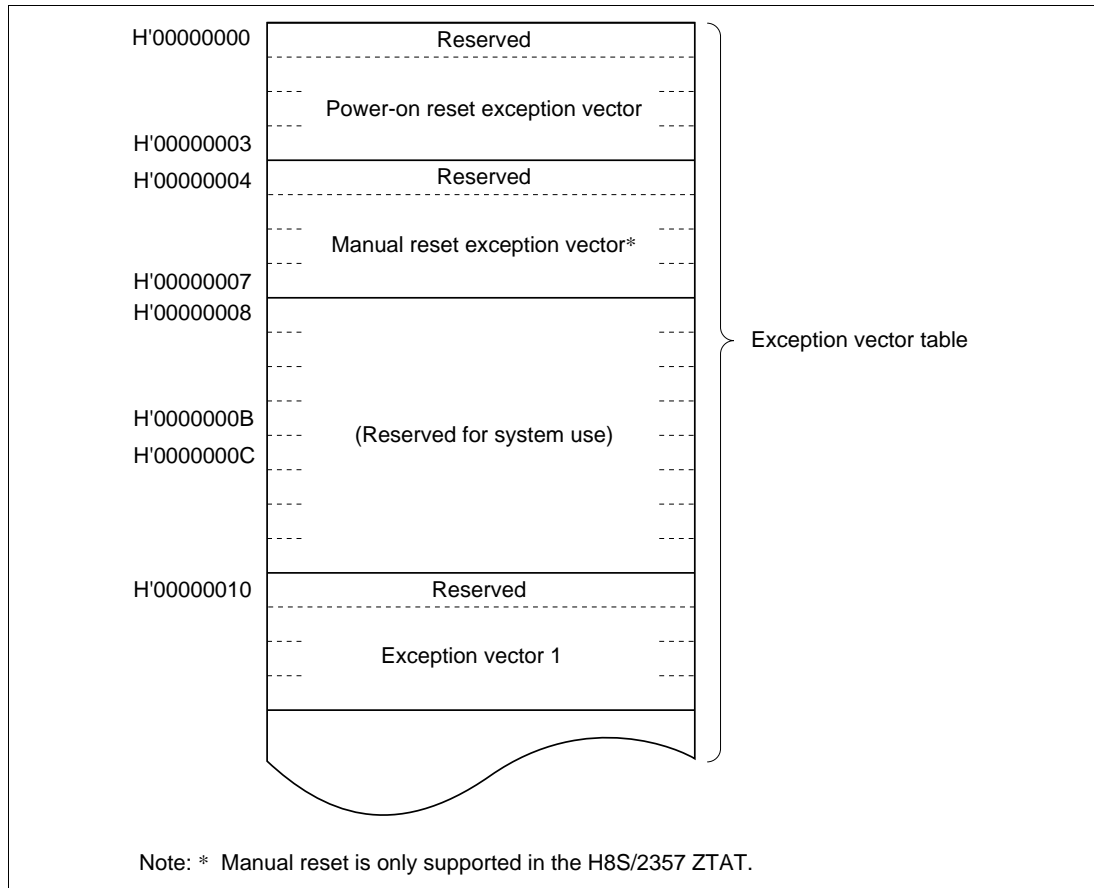 H'00000000 Reserved
Power-on reset exception vector
H'00000003
H'00000004 Reserved
Manual reset exception vector*
H'00000007
H'00000008
Exception vector table
H'0000000B
(Reserved for system use)
H'0000000C
H'00000010 Reserved
Exception vector 1
Note: * Manual reset is only supported in the H8S/2357 ZTAT.